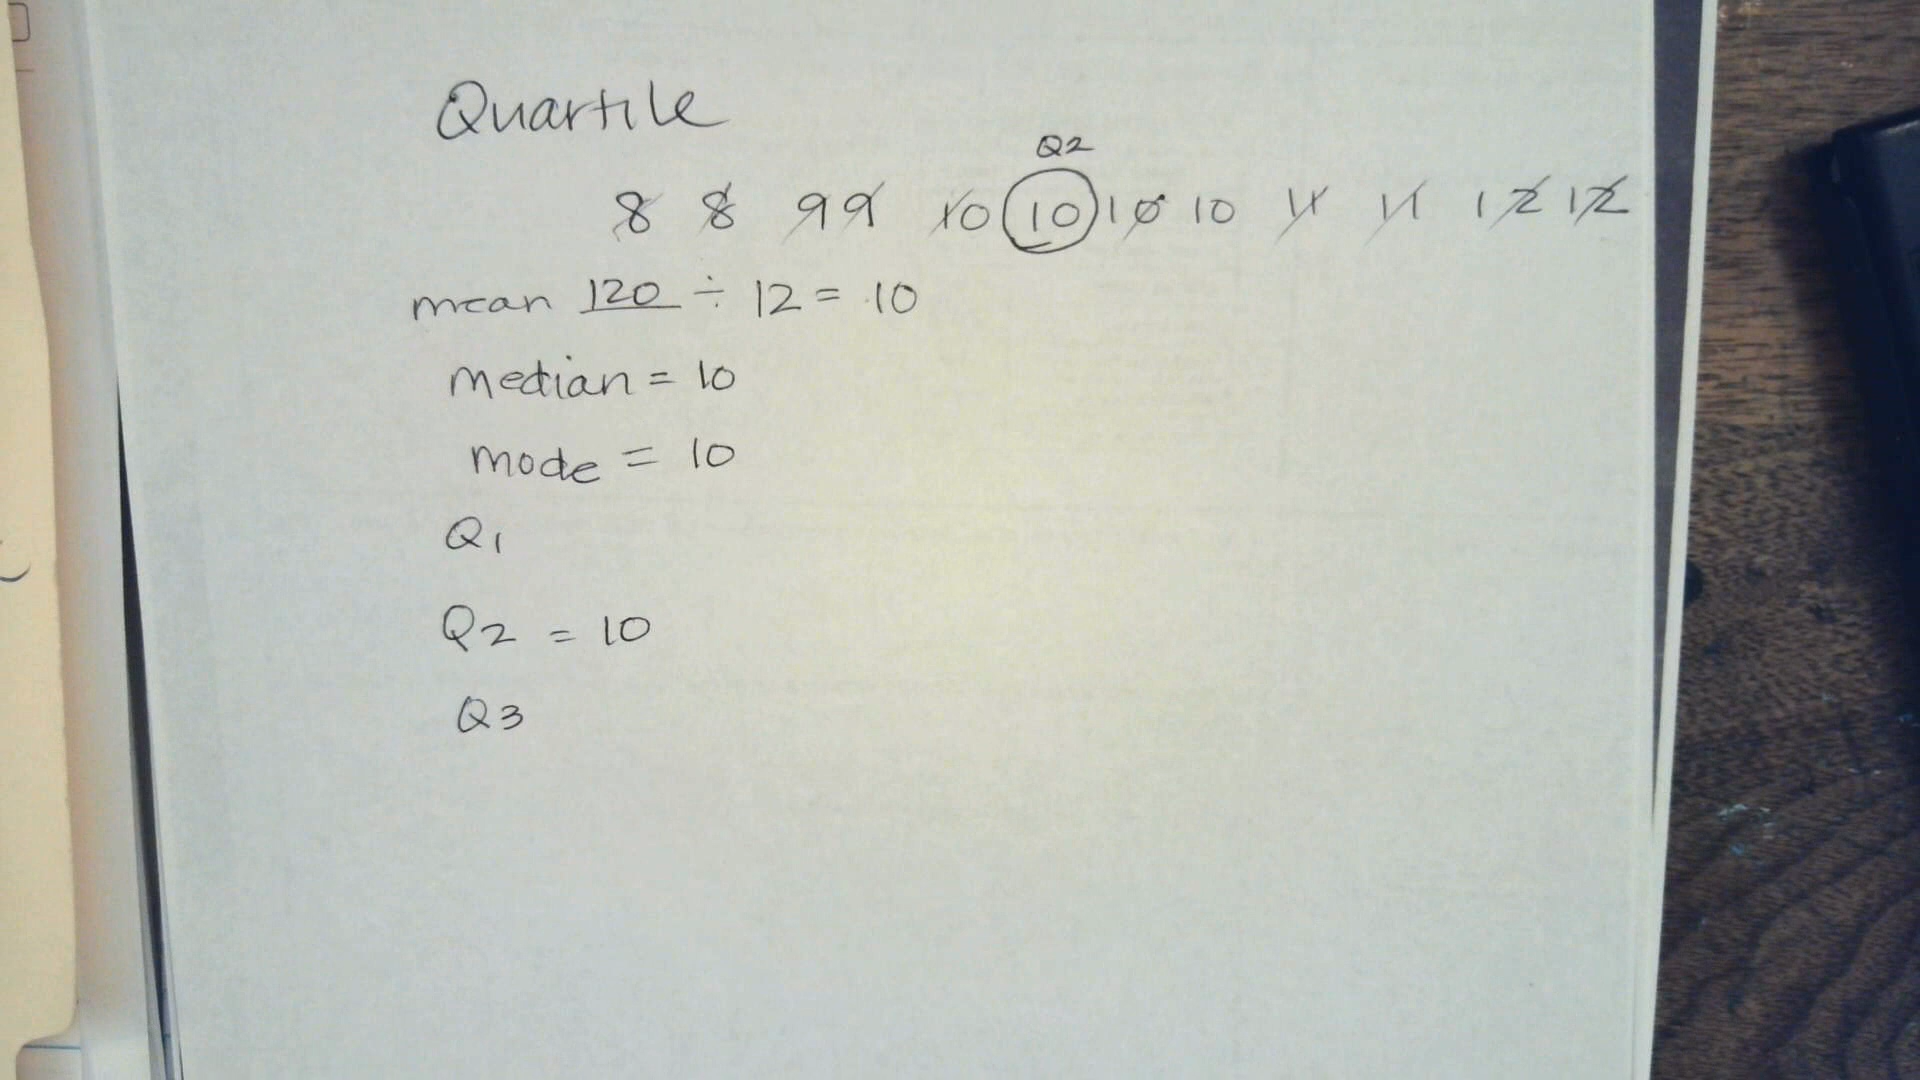 Quartile
Q2
8 8 9 9 10 10 10 10 11 11 12 12
mean 120 ÷ 12 = 10
median = 10
mode = 10
Q1
Q2 = 10
Q3